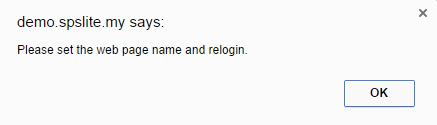 demo.spslite.my says:
Please set the web page name and relogin.
OK